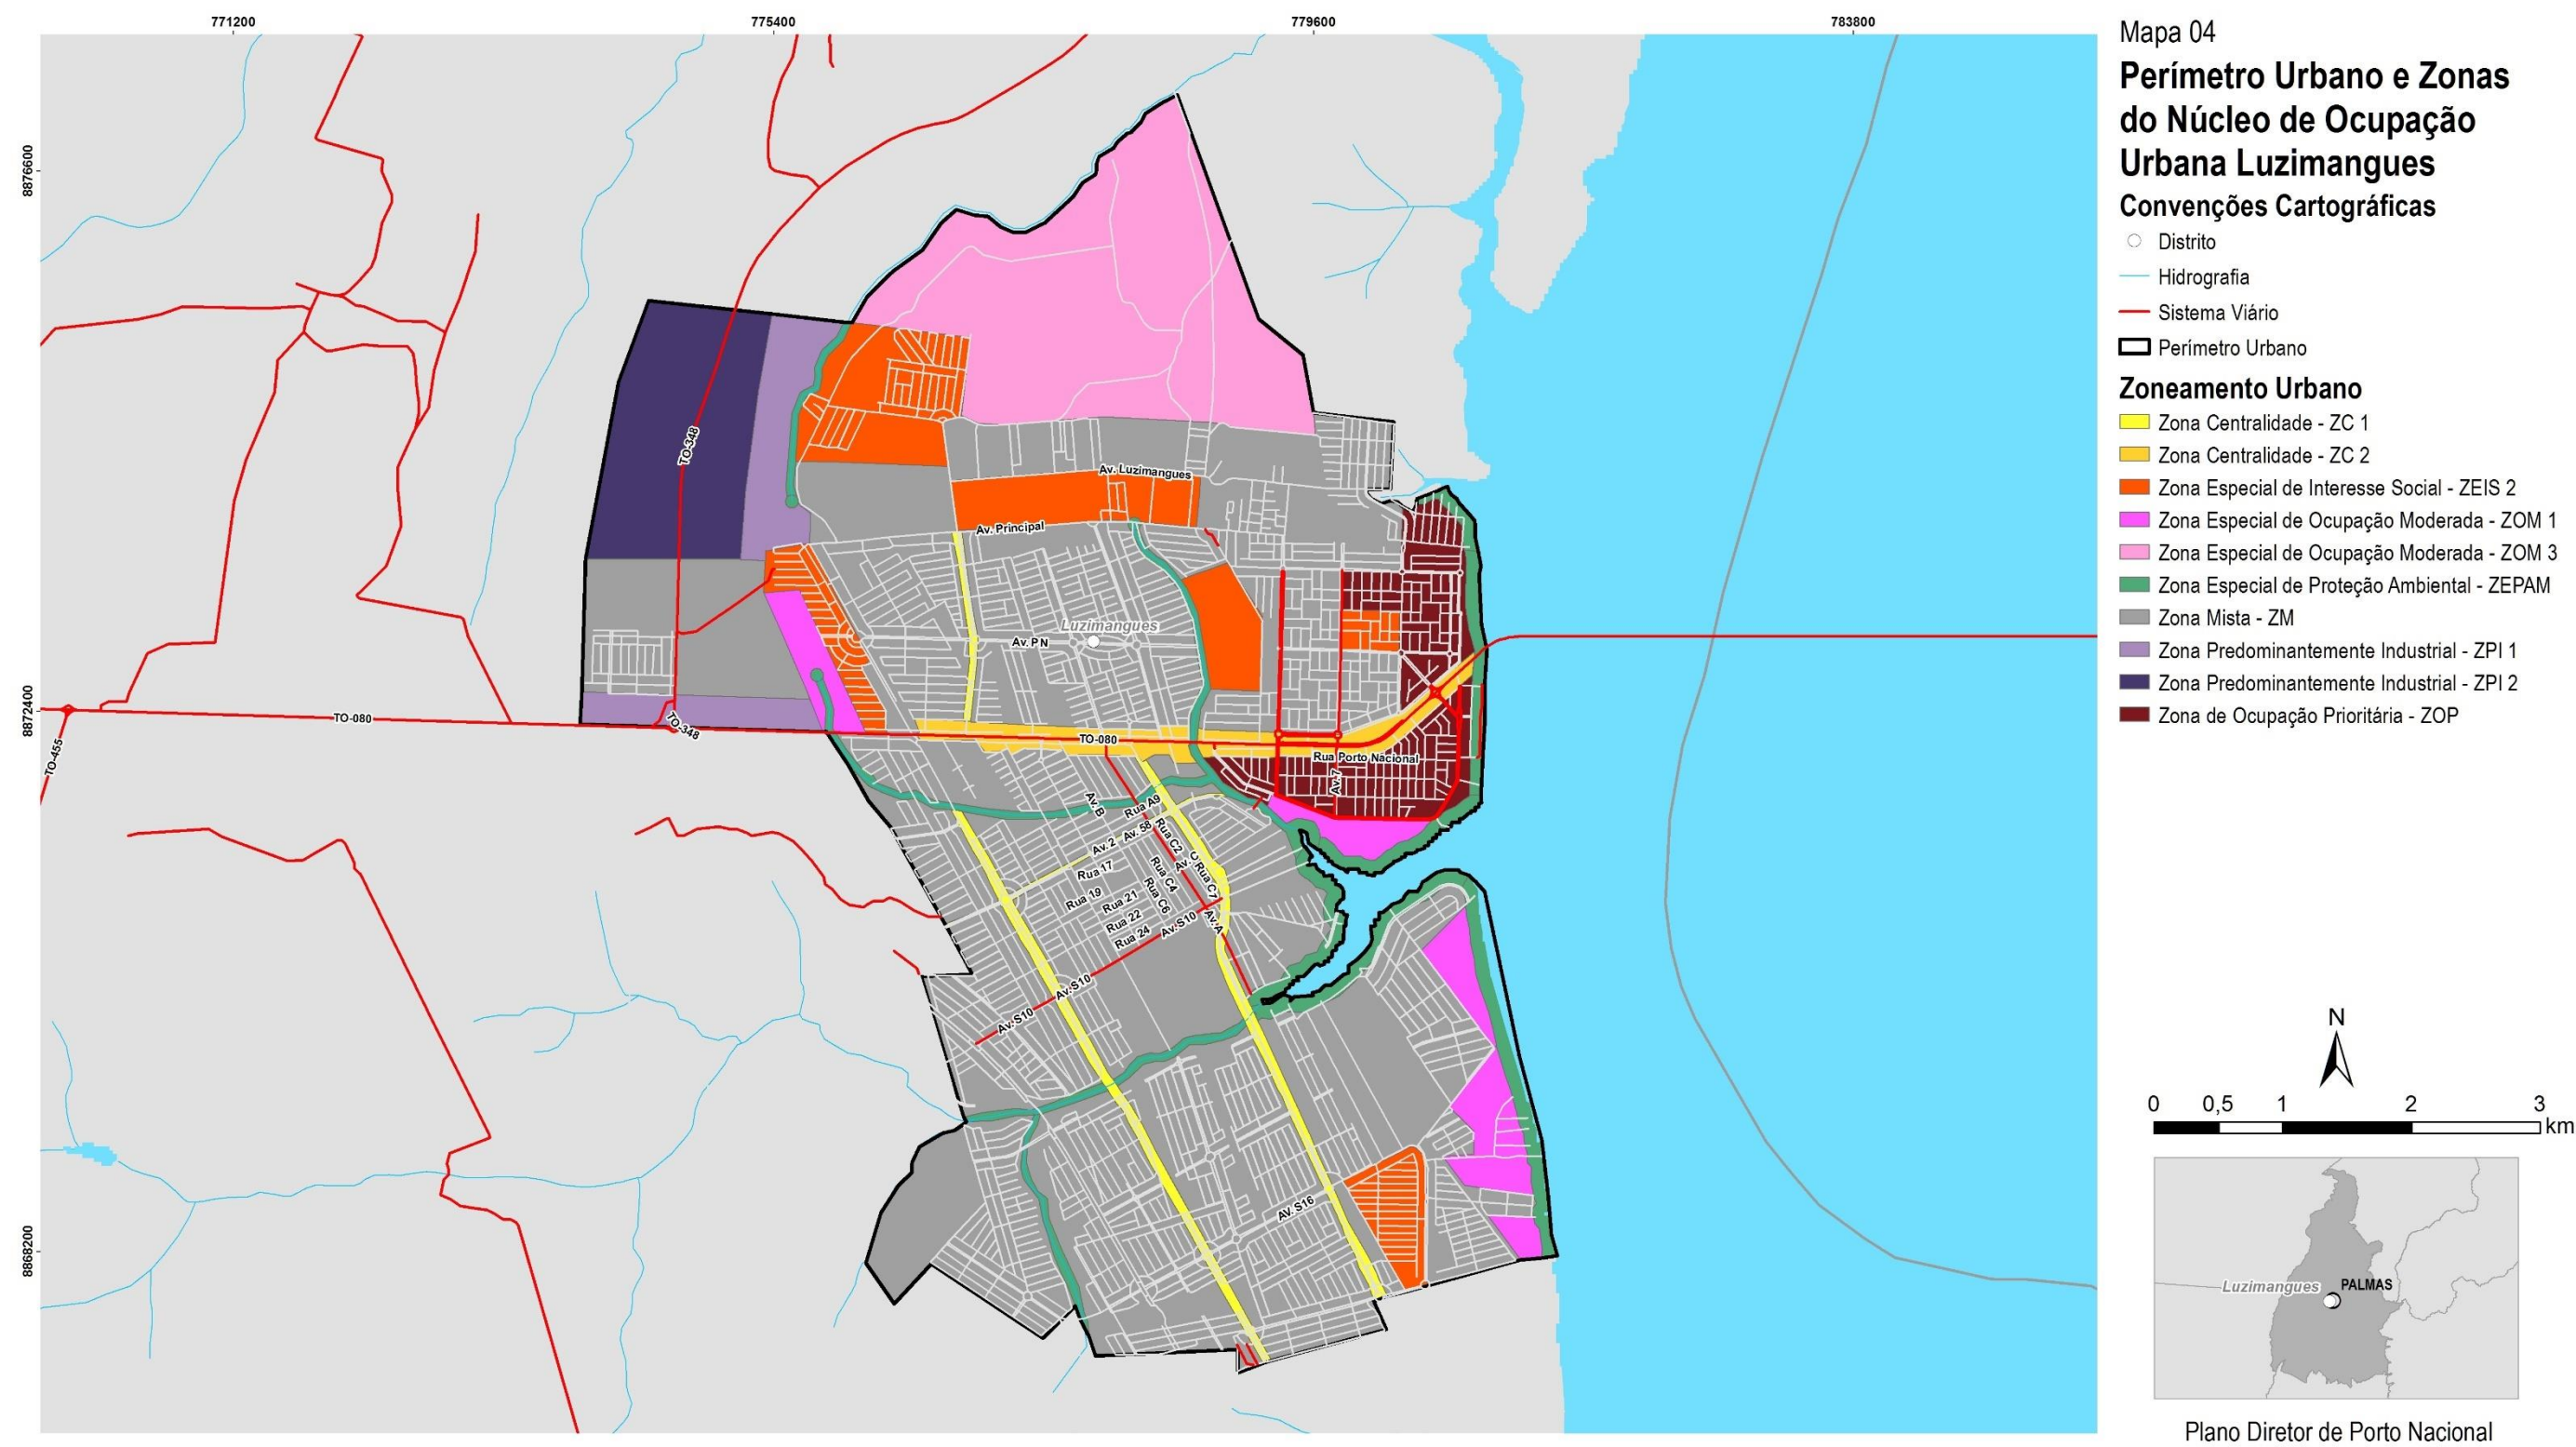 771200
775400
779600
783800
8876600
8872400
8868200
Mapa 04
Perímetro Urbano e Zonas
do Núcleo de Ocupação
Urbana Luzimangues
Convenções Cartográficas
Distrito
Hidrografia
Sistema Viário
Perímetro Urbano
Zoneamento Urbano
Zona Centralidade - ZC 1
Zona Centralidade - ZC 2
Zona Especial de Interesse Social - ZEIS 2
Zona Especial de Ocupação Moderada - ZOM 1
Zona Especial de Ocupação Moderada - ZOM 3
Zona Especial de Proteção Ambiental - ZEPAM
Zona Mista - ZM
Zona Predominantemente Industrial - ZPI 1
Zona Predominantemente Industrial - ZPI 2
Zona de Ocupação Prioritária - ZOP
TO-348
Av. Luzimangues
Av. Principal
Luzimangues
Av. PN
TO-080
TO-348
TO-455
TO-080
Rua Porto Nacional
Av-7
Av. B
Rua A9
Av. 2
Av. 58
Rua C2
Rua 17
Rua C4
Rua C7
Rua 19
Rua 21
Rua C6
Rua 22
Rua 24
Av. S10
Av. A
Av. S10
Av. S10
Av. S16
N
0 0,5 1 2 3
km
Luzimangues
PALMAS
Plano Diretor de Porto Nacional